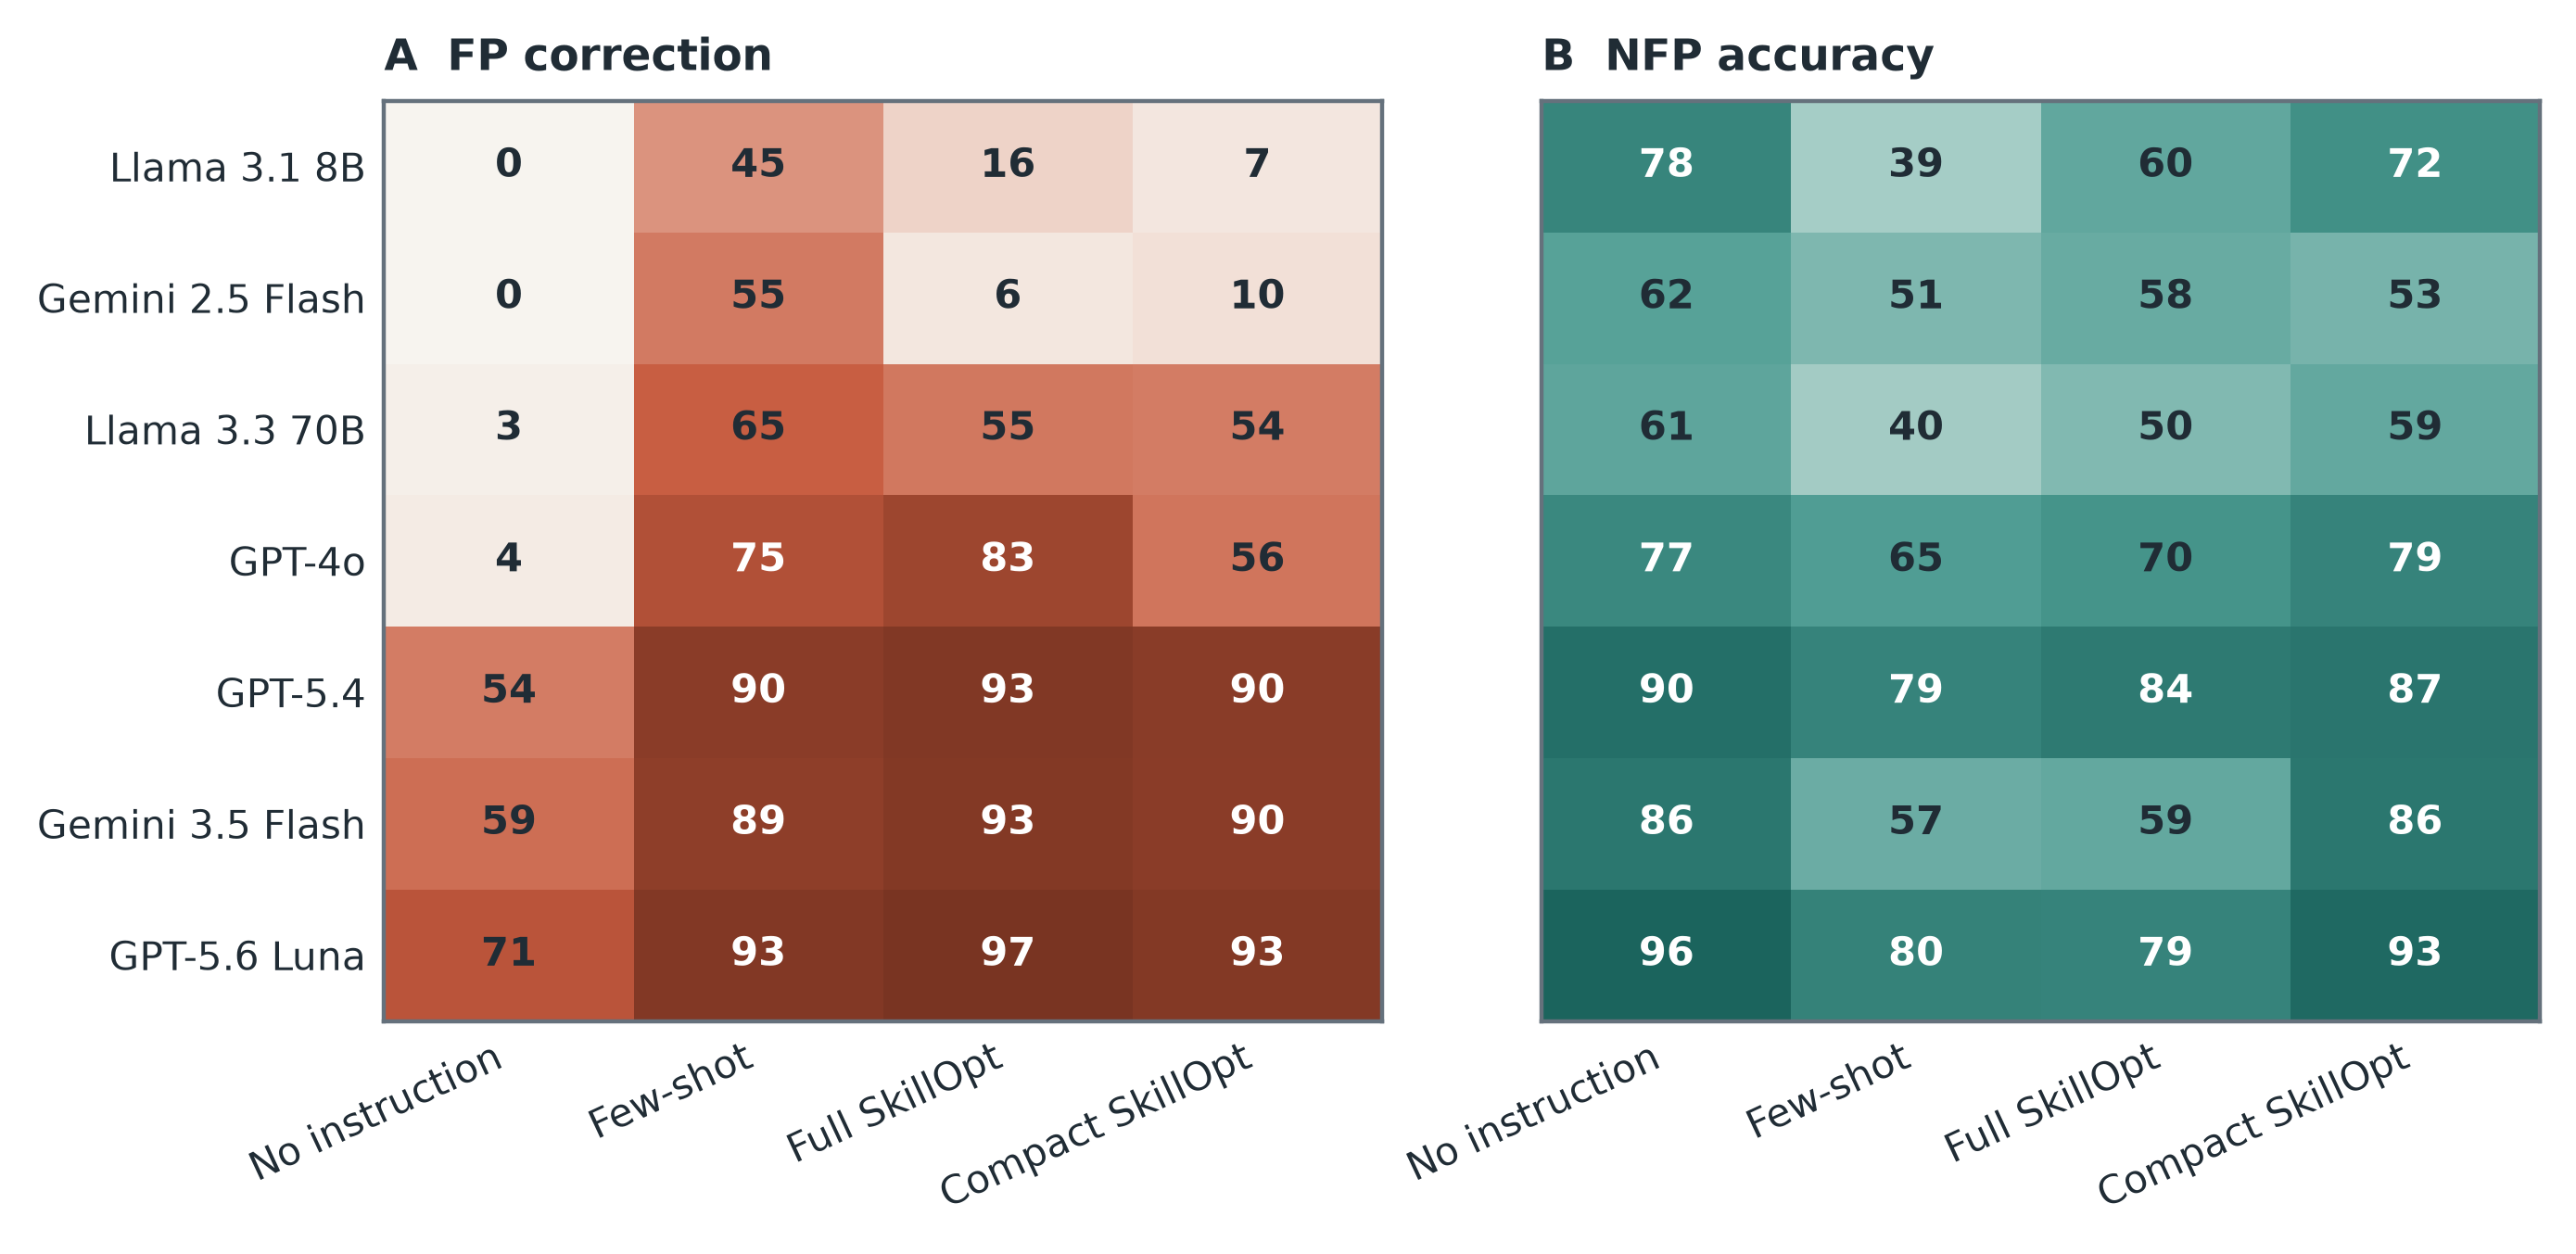 A FP correction
B NFP accuracy
Llama 3.1 8B 0 45 16 7 78 39 60 72
Gemini 2.5 Flash 0 55 6 10 62 51 58 53
Llama 3.3 70B 3 65 55 54 61 40 50 59
GPT-4o 4 75 83 56 77 65 70 79
GPT-5.4 54 90 93 90 90 79 84 87
Gemini 3.5 Flash 59 89 93 90 86 57 59 86
GPT-5.6 Luna 71 93 97 93 96 80 79 93
No instruction
Few-shot
Full SkillOpt
Compact SkillOpt
No instruction
Few-shot
Full SkillOpt
Compact SkillOpt